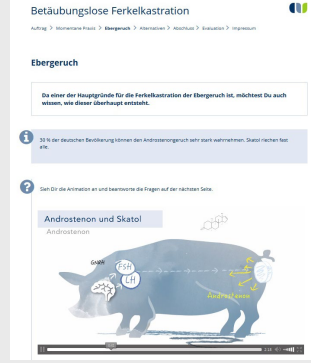 Betäubungslose Ferkelkastration
Auftrag > Momentane Praxis > Ebergeruch > Alternativen > Abschluss > Evaluation > Impressum
Ebergeruch
Da einer der Hauptgründe für die Ferkelkastration der Ebergeruch ist, möchtest Du auch
wissen, wie dieser überhaupt entsteht.
30 % der deutschen Bevölkerung können den Androstenongeruch sehr stark wahrnehmen. Skatol riechen fast
alle.
Sieh Dir die Animation an und beantworte die Fragen auf der nächsten Seite.
Androstenon und Skatol
Androstenon
GnRH
FSH
LH
Androstenon